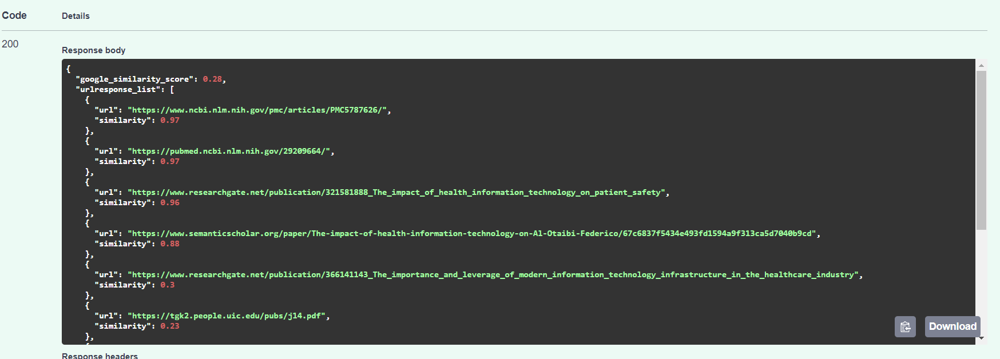 Code Details
200
Response body
{
"google_similarity_score": 0.28,
"urlresponse_list": [
{
"url": "https://www.ncbi.nlm.nih.gov/pmc/articles/PMC5787626/",
"similarity": 0.97
},
{
"url": "https://pubmed.ncbi.nlm.nih.gov/29209664/",
"similarity": 0.97
},
{
"url": "https://www.researchgate.net/publication/321581888_The_impact_of_health_information_technology_on_patient_safety",
"similarity": 0.96
},
{
"url": "https://www.semanticscholar.org/paper/The-impact-of-health-information-technology-on-Al-Otaibi-Federico/67c6837f5434e493fd1594a9f313ca5d7040b9cd",
"similarity": 0.88
},
{
"url": "https://www.researchgate.net/publication/366141143_The_importance_and_leverage_of_modern_information_technology_infrastructure_in_the_healthcare_industry",
"similarity": 0.3
},
{
"url": "https://tgk2.people.uic.edu/pubs/j14.pdf",
"similarity": 0.23
},
Download
Response headers